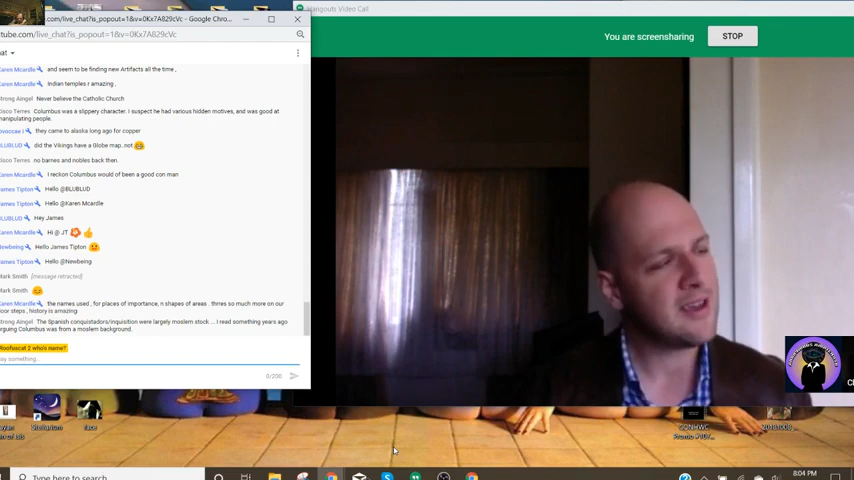 Hangouts Video Call
.com/live_chat?is_popout=1&v=0Kx7A829cVc - Google Chro...
tube.com/live_chat?is_popout=1&v=0Kx7A829cVc
You are screensharing
STOP
Karen Mcardle and seem to be finding new Artifacts all the time ,
Karen Mcardle Indian temples r amazing ,
Strong Aingel Never believe the Catholic Church
Cisco Torres Columbus was a slippery character. I suspect he had various hidden motives, and was good at
manipulating people.
they came to alaska long ago for copper
BLUBLUD did the Vikings have a Globe map..not
Cisco Torres no barnes and nobles back then.
Karen Mcardle I reckon Columbus would of been a good con man
James Tipton Hello @BLUBLUD
James Tipton Hello @Karen Mcardle
BLUBLUD Hey James
Karen Mcardle Hi @ JT
Newbeing Hello James Tipton
James Tipton Hello @Newbeing
Mark Smith [message retracted]
Mark Smith
Karen Mcardle the names used , for places of importance, n shapes of areas . thrres so much more on our
door steps , history is amazing
Strong Aingel The Spanish conquistadors/inquisition were largely moslem stock ... I read something years ago
arguing Columbus was from a moslem background.
Roofuscat 2 who's name?
say something...
0/200
Stellarium
face
GONHWC
Promo
Type here to search
8:04 PM